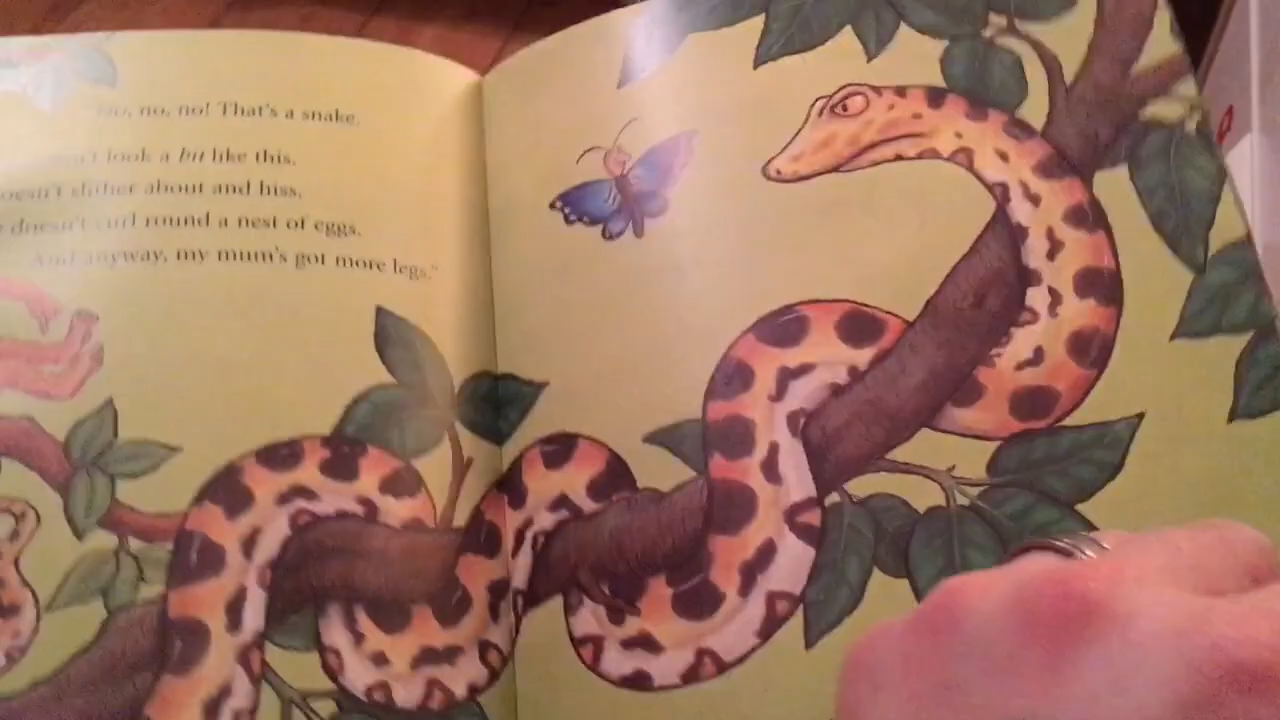 no, no! That's a snake.
look a bit like this.
slither about and hiss.
doesn't curl round a nest of eggs.
And anyway, my mum's got more legs."